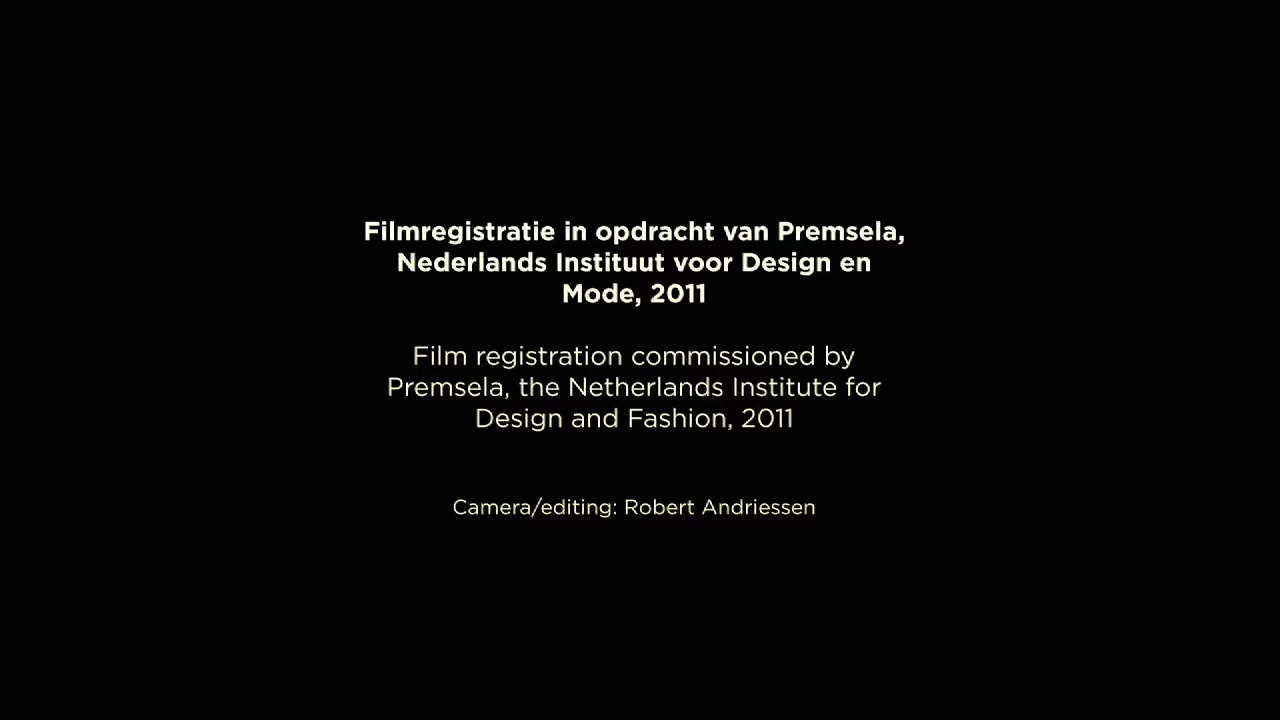 Filmregistratie in opdracht van Premsela,
Nederlands Instituut voor Design en
Mode, 2011
Film registration commissioned by
Premsela, the Netherlands Institute for
Design and Fashion, 2011
Camera/editing: Robert Andriessen